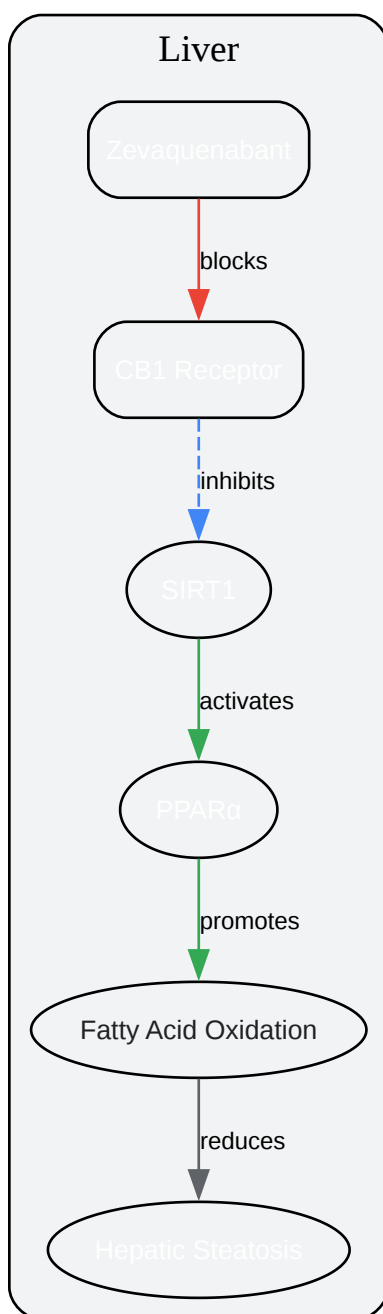 Liver
Zevaquenabant
blocks
CB1 Receptor
inhibits
SIRT1
activates
PPARα
promotes
Fatty Acid Oxidation
reduces
Hepatic Steatosis